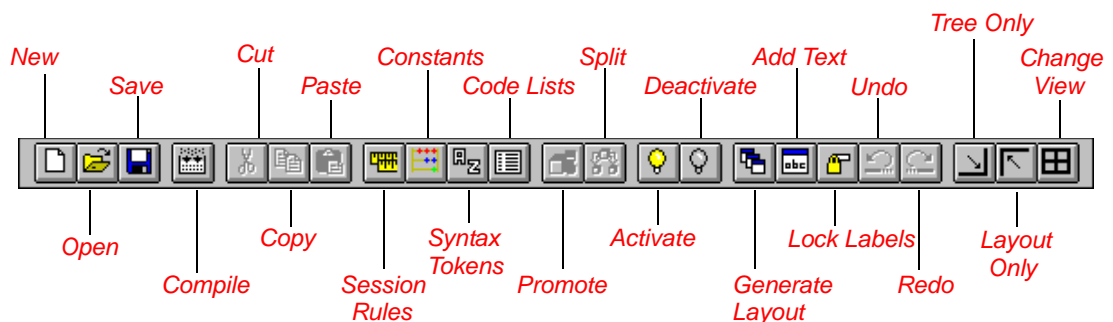 Tree Only
New
Cut
Constants
Split
Add Text
Change
View
Save
Paste
Code Lists
Deactivate
Undo
A
Z
abc
Open
Copy
Syntax
Tokens
Activate
Lock Labels
Layout
Only
Compile
Session
Rules
Promote
Generate
Layout
Redo